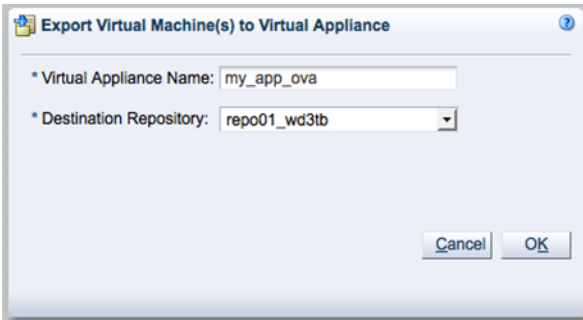 Export Virtual Machine(s) to Virtual Appliance ?
* Virtual Appliance Name: my_app_ova
* Destination Repository: repo01_wd3tb
Cancel OK